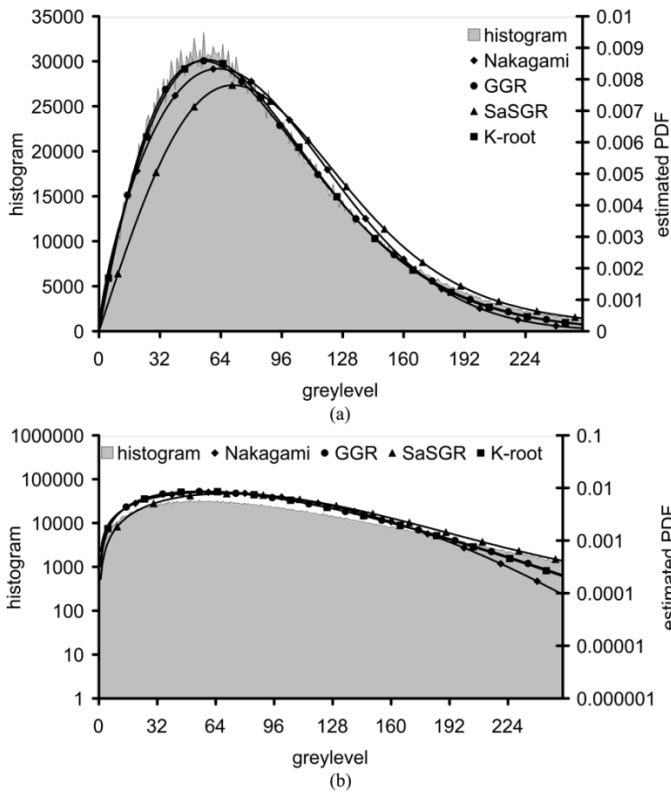 35000
30000
25000
20000
15000
10000
5000
0
histogram
0.01
0.009
0.008
0.007
0.006
0.005
0.004
0.003
0.002
0.001
0
estimated PDF
histogram
Nakagami
GGR
SaSGR
K-root
0 32 64 96 128 160 192 224
greylevel
(a)
1000000
100000
10000
1000
100
10
1
histogram
histogram Nakagami GGR SaSGR K-root
0.1
0.01
0.001
0.0001
0.00001
0.000001
estimated PDF
0 32 64 96 128 160 192 224
greylevel
(b)